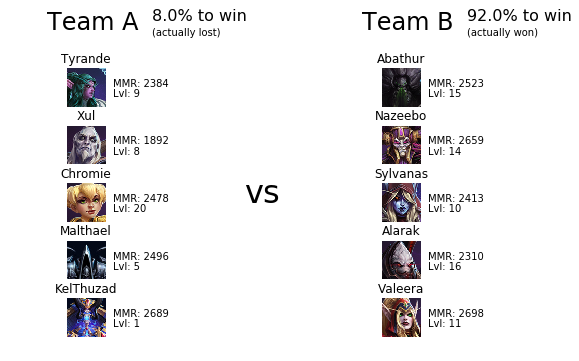 Team A 8.0% to win
(actually lost)
Tyrande
MMR: 2384
Lvl: 9
Xul
MMR: 1892
Lvl: 8
Chromie
MMR: 2478
Lvl: 20
Malthael
MMR: 2496
Lvl: 5
KelThuzad
MMR: 2689
Lvl: 1
vs
Team B 92.0% to win
(actually won)
Abathur
MMR: 2523
Lvl: 15
Nazeebo
MMR: 2659
Lvl: 14
Sylvanas
MMR: 2413
Lvl: 10
Alarak
MMR: 2310
Lvl: 16
Valeera
MMR: 2698
Lvl: 11